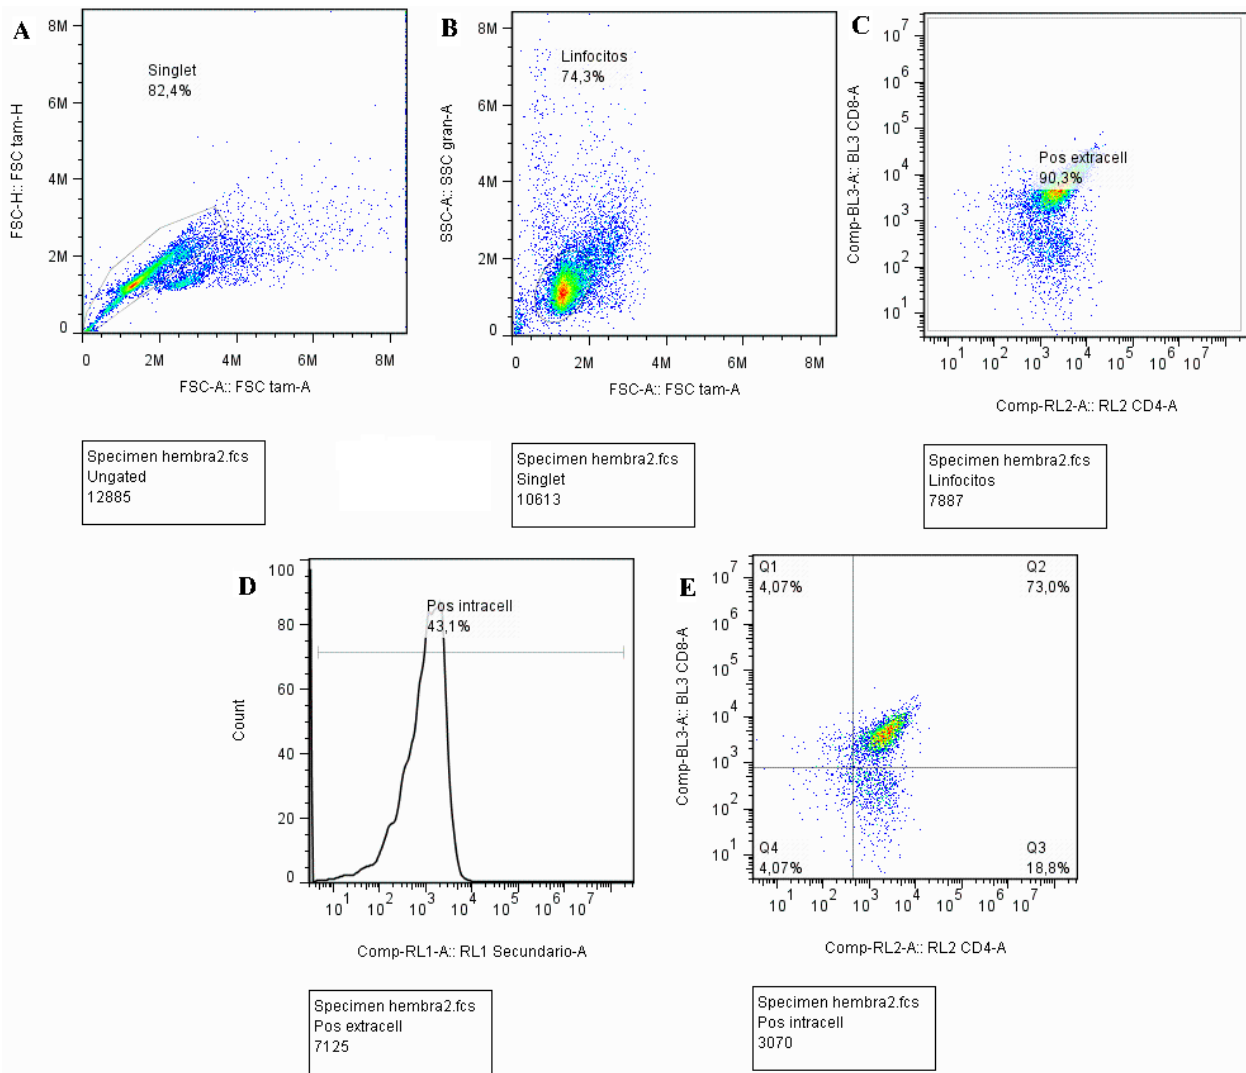 A
8M
6M
4M
2M
0
FSC-H:: FSC tam-H
Singlet
82,4%
0
2M
4M
6M
8M
FSC-A:: FSC tam-A
Specimen hembra2.fcs
Ungated
12885
B
8M
6M
4M
2M
0
SSC-A:: SSC gran-A
Linfocitos
74,3%
0
2M
4M
6M
8M
FSC-A:: FSC tam-A
Specimen hembra2.fcs
Singlet
10613
C
10^7
10^6
10^5
10^4
10^3
10^2
10^1
Comp-BL3-A:: BL3 CD8-A
Pos extracell
90,3%
10^1 10^2 10^3 10^4 10^5 10^6 10^7
Comp-RL2-A:: RL2 CD4-A
Specimen hembra2.fcs
Linfocitos
7887
D
100
80
60
40
20
0
Count
Pos intracell
43,1%
10^1 10^2 10^3 10^4 10^5 10^6 10^7
Comp-RL1-A:: RL1 Secundario-A
Specimen hembra2.fcs
Pos extracell
7125
E
10^7
10^6
10^5
10^4
10^3
10^2
10^1
Comp-BL3-A:: BL3 CD8-A
Q1
4,07%
Q2
73,0%
Q4
4,07%
Q3
18,8%
10^1 10^2 10^3 10^4 10^5 10^6 10^7
Comp-RL2-A:: RL2 CD4-A
Specimen hembra2.fcs
Pos intracell
3070